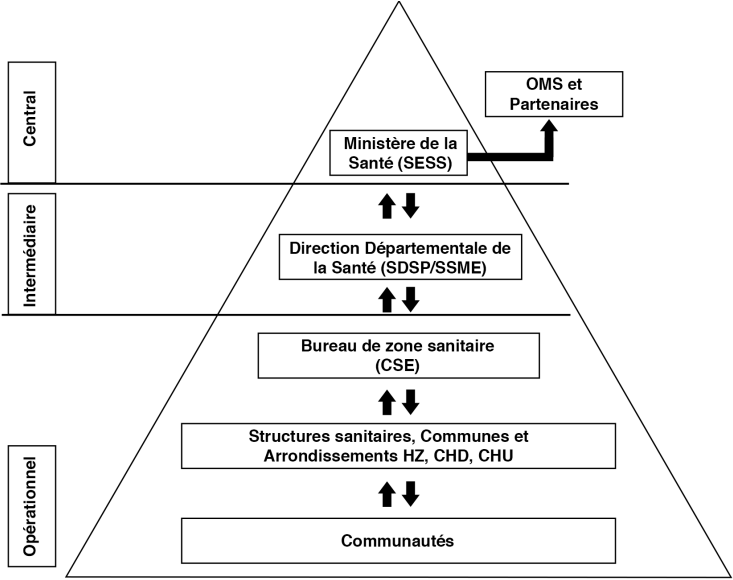 Central
OMS et
Partenaires
Ministère de la
Santé (SESS)
Intermédiaire
Direction Départementale de
la Santé (SDSP/SSME)
Bureau de zone sanitaire
(CSE)
Opérationnel
Structures sanitaires, Communes et
Arrondissements HZ, CHD, CHU
Communautés